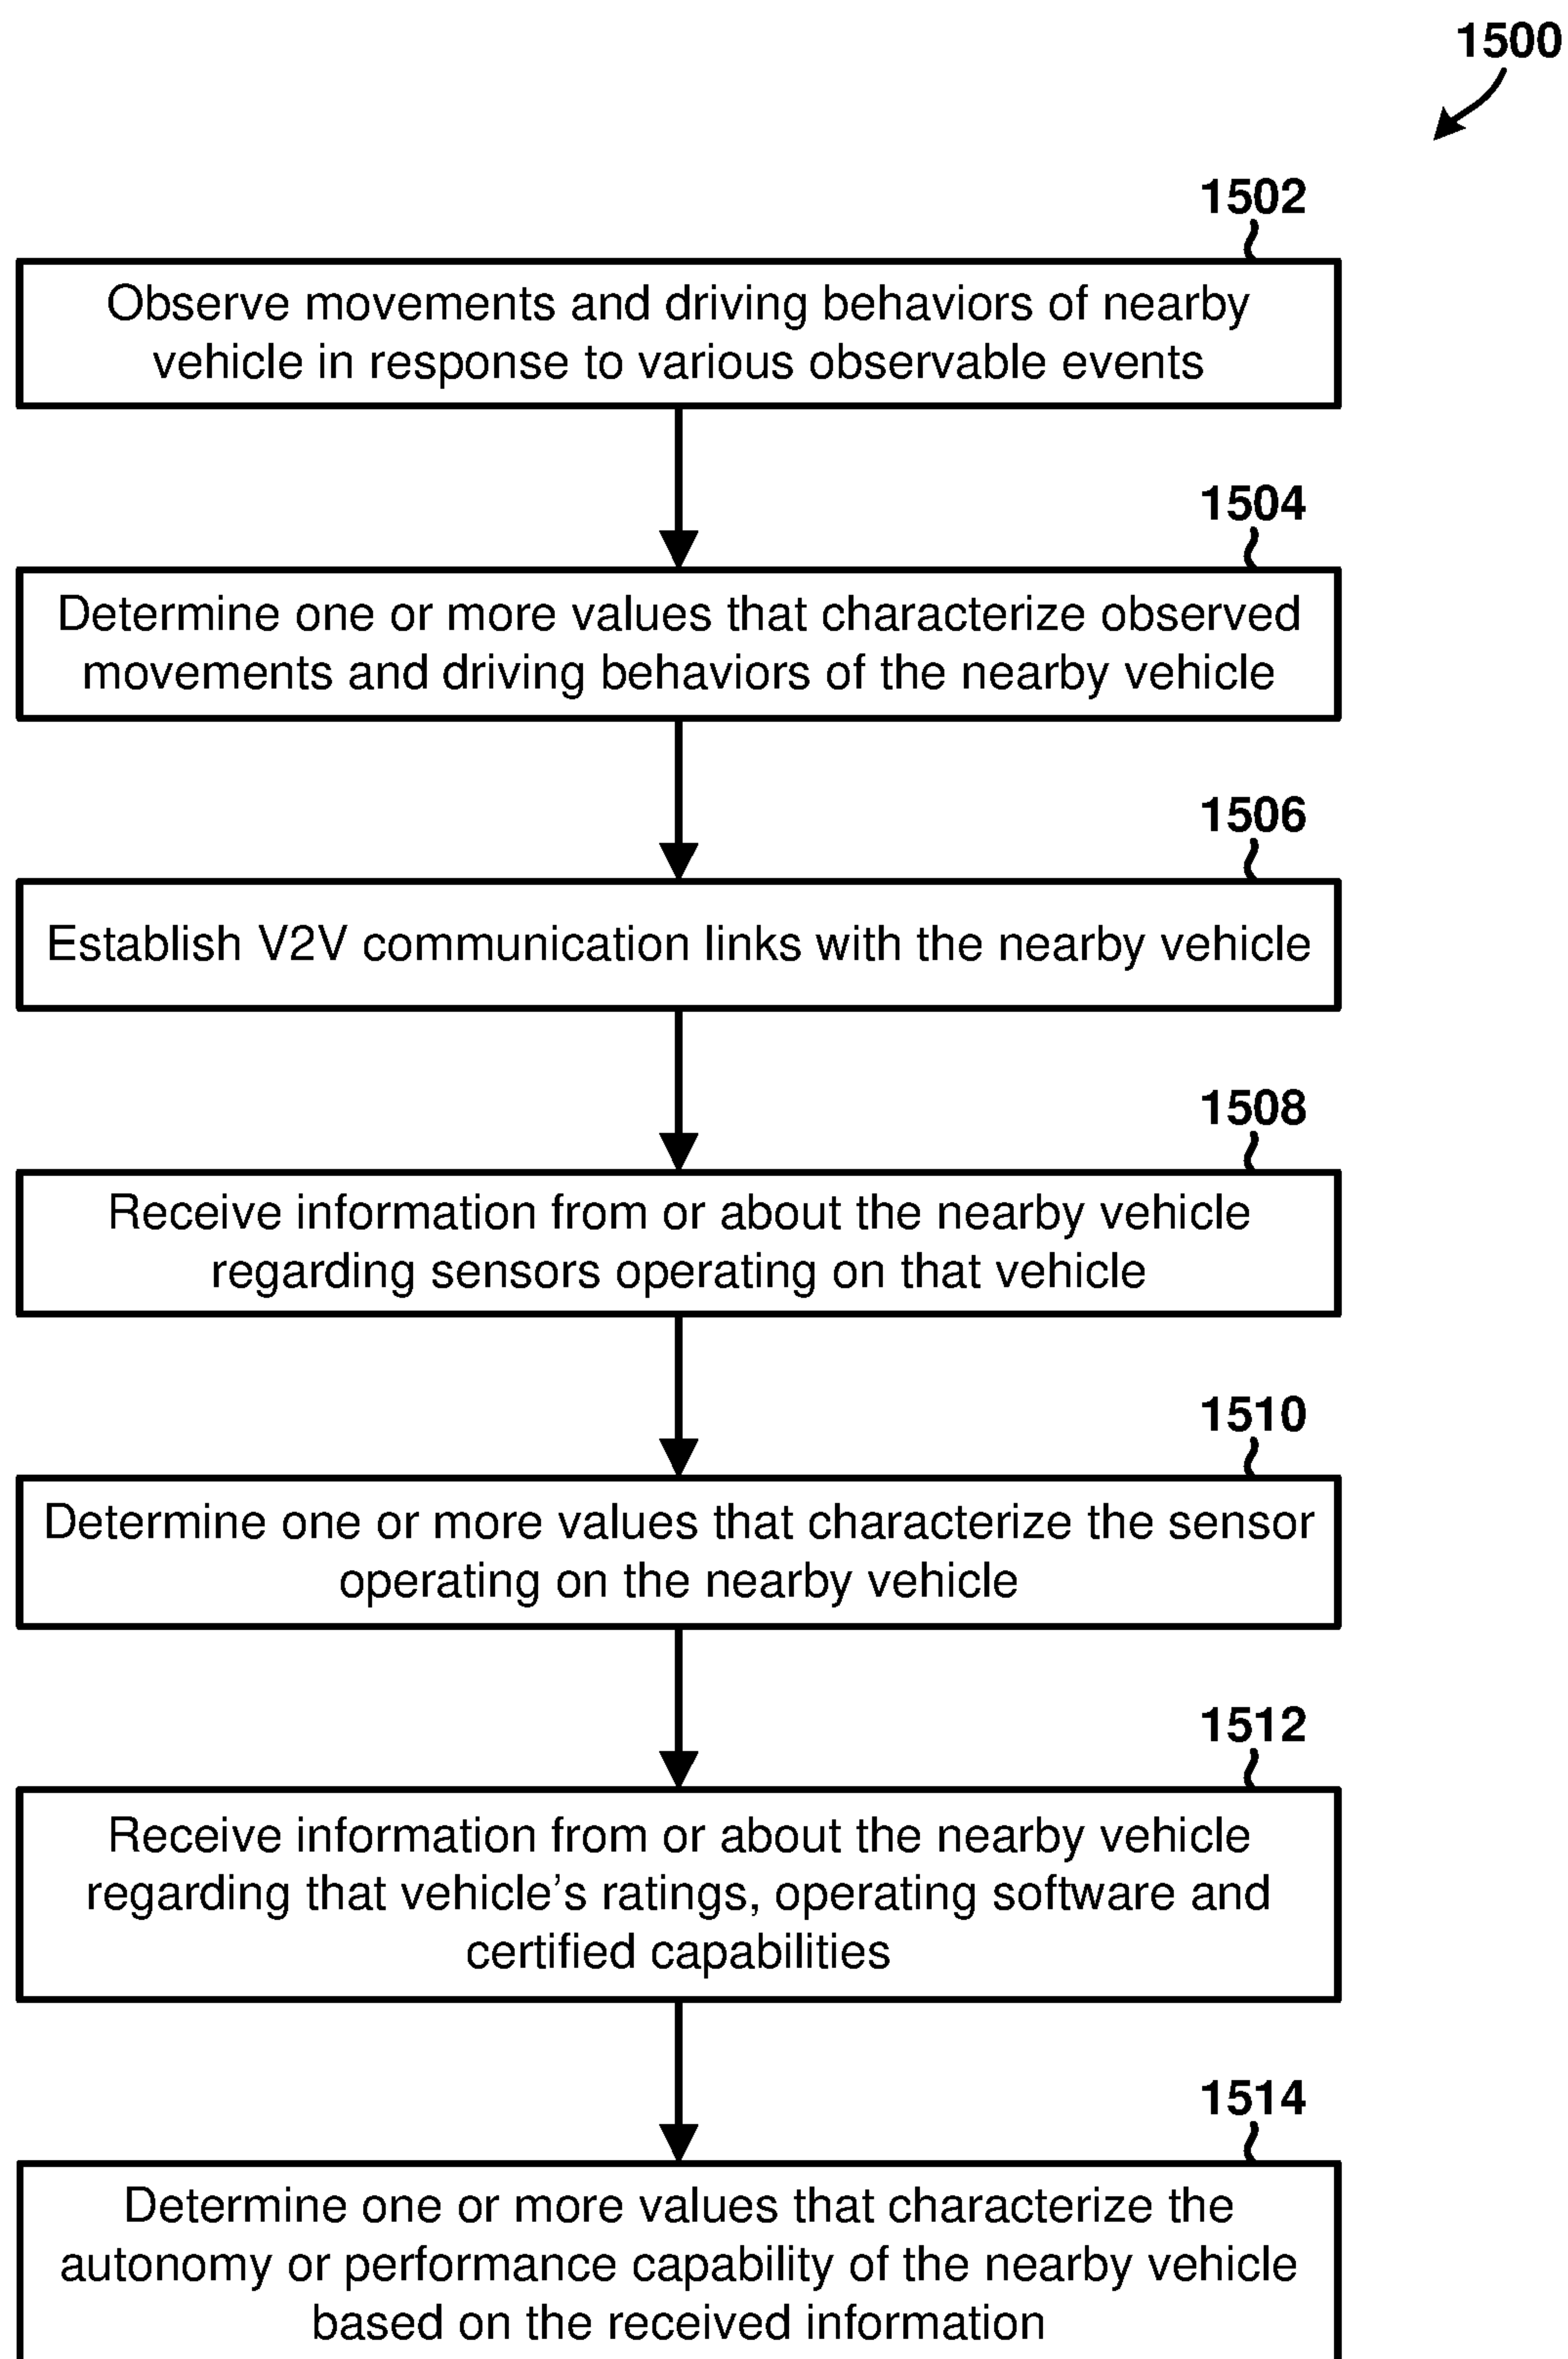 1500
1502
Observe movements and driving behaviors of nearby
vehicle in response to various observable events
1504
Determine one or more values that characterize observed
movements and driving behaviors of the nearby vehicle
1506
Establish V2V communication links with the nearby vehicle
1508
Receive information from or about the nearby vehicle
regarding sensors operating on that vehicle
1510
Determine one or more values that characterize the sensor
operating on the nearby vehicle
1512
Receive information from or about the nearby vehicle
regarding that vehicle’s ratings, operating software and
certified capabilities
1514
Determine one or more values that characterize the
autonomy or performance capability of the nearby vehicle
based on the received information